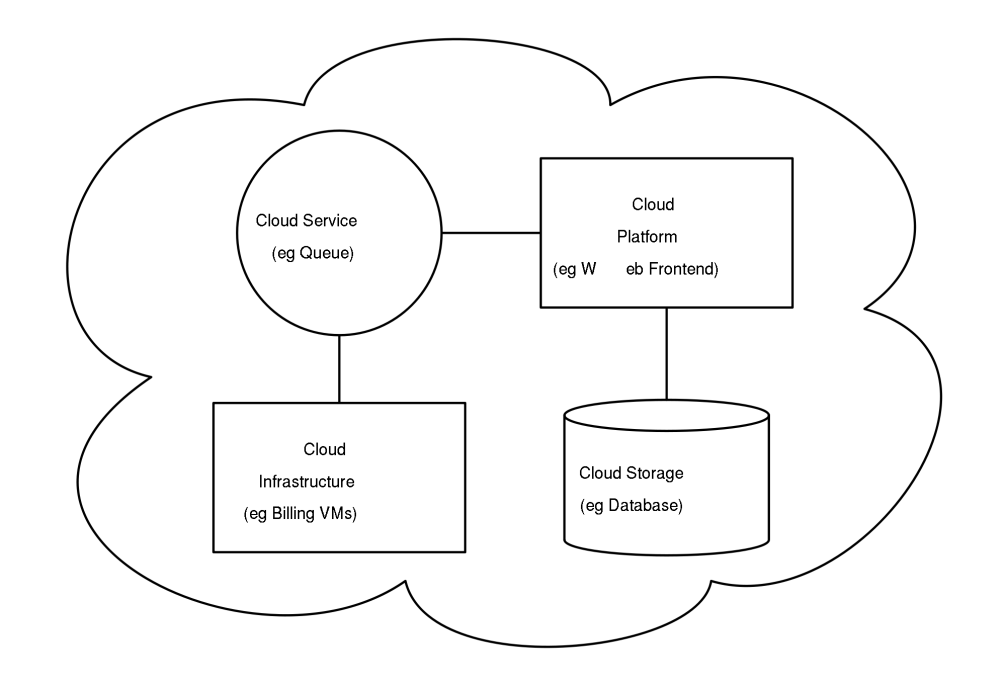 Cloud Service
(eg Queue)
Cloud
Platform
(eg W eb Frontend)
Cloud
Infrastructure
(eg Billing VMs)
Cloud Storage
(eg Database)